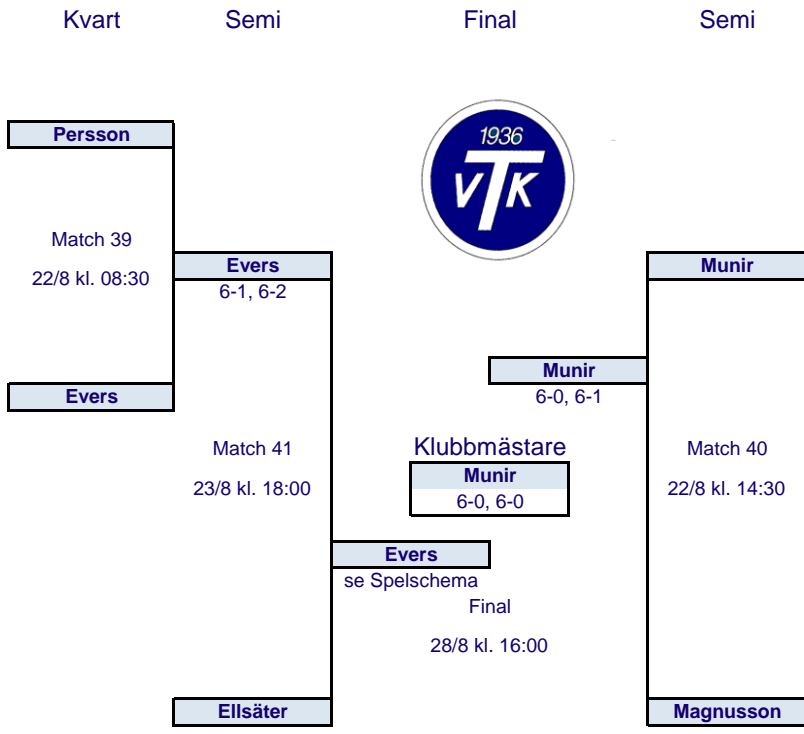 Kvart Semi Final Semi
1936
VTK
Persson
Match 39
22/8 kl. 08:30
Evers
6-1, 6-2
Munir
Evers
Munir
6-0, 6-1
Match 41
23/8 kl. 18:00
Klubbmästare
Munir
6-0, 6-0
Match 40
22/8 kl. 14:30
Evers
se Spelschema
Final
28/8 kl. 16:00
Ellsäter
Magnusson